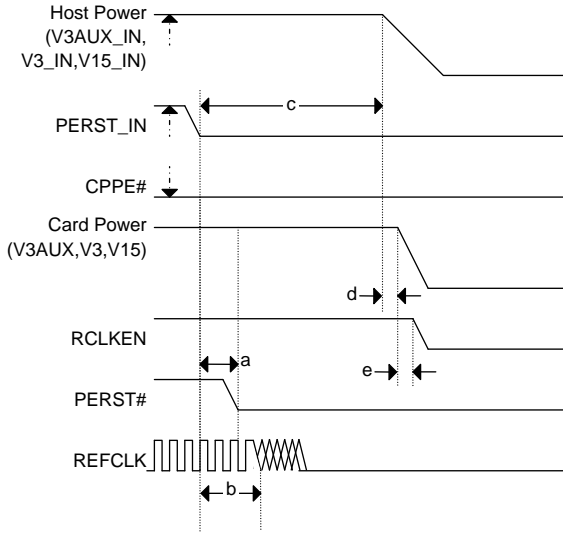 Host Power
(V3AUX_IN,
V3_IN,V15_IN)
c
PERST_IN
CPPE#
Card Power
(V3AUX,V3,V15)
d
RCLKEN
a
e
PERST#
REFCLK
b